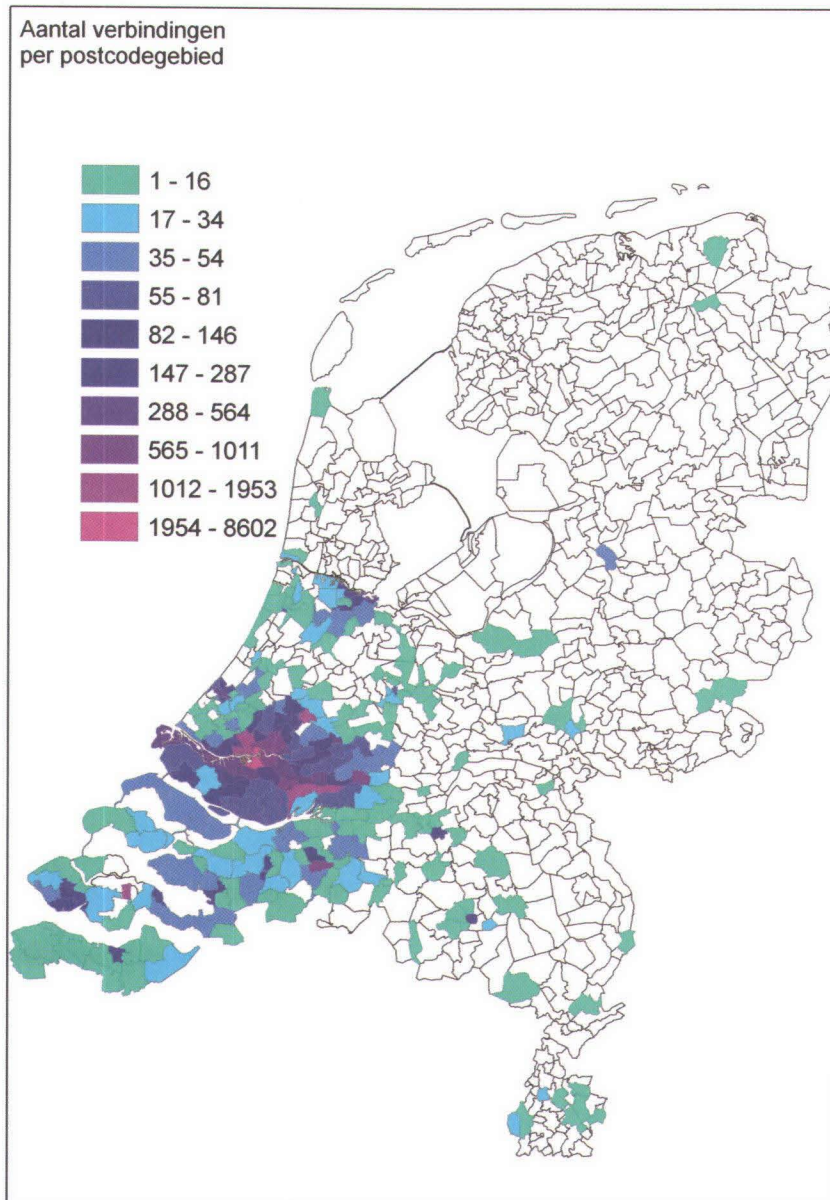 Aantal verbindingen
per postcodegebied
1 - 16
17 - 34
35 - 54
55 - 81
82 - 146
147 - 287
288 - 564
565 - 1011
1012 - 1953
1954 - 8602